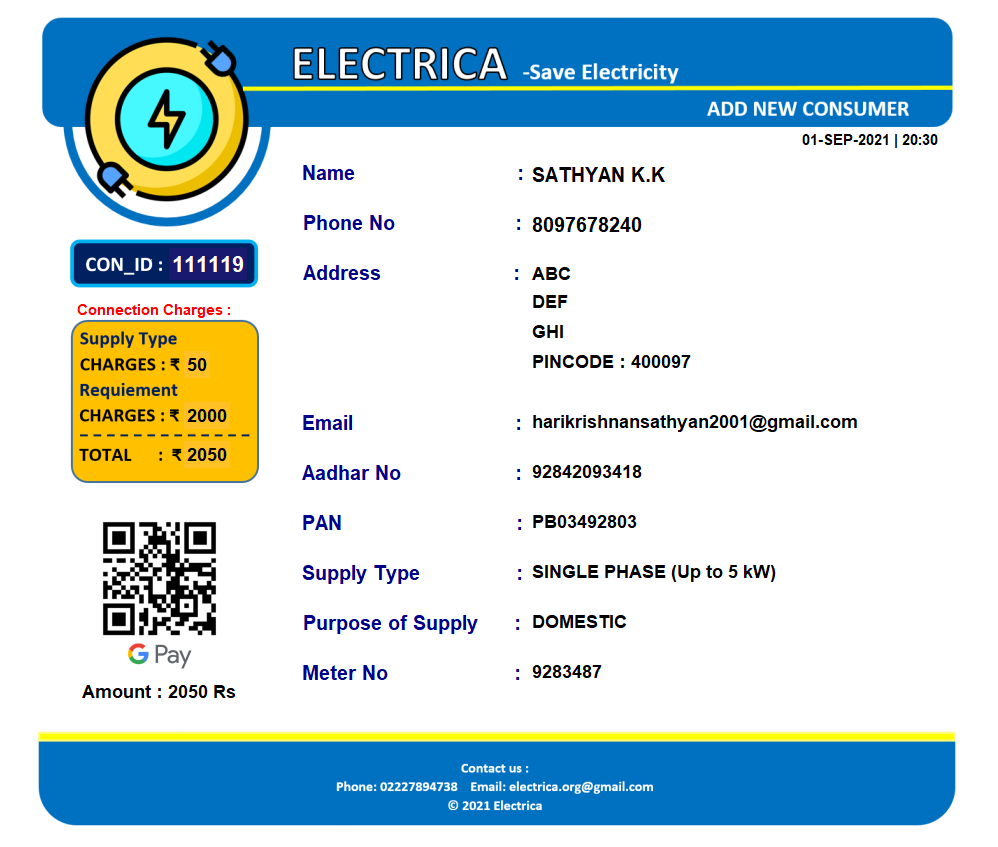 ELECTRICA -Save Electricity
ADD NEW CONSUMER
01-SEP-2021 | 20:30
Name : SATHYAN K.K
Phone No : 8097678240
CON_ID : 111119
Address : ABC
DEF
GHI
PINCODE : 400097
Connection Charges :
Supply Type
CHARGES : ₹ 50
Requiement
CHARGES : ₹ 2000
TOTAL : ₹ 2050
Email : harikrishnansathyan2001@gmail.com
Aadhar No : 92842093418
PAN : PB03492803
Supply Type : SINGLE PHASE (Up to 5 kW)
Purpose of Supply : DOMESTIC
Meter No : 9283487
G Pay
Amount : 2050 Rs
Contact us :
Phone: 02227894738 Email: electrica.org@gmail.com
© 2021 Electrica